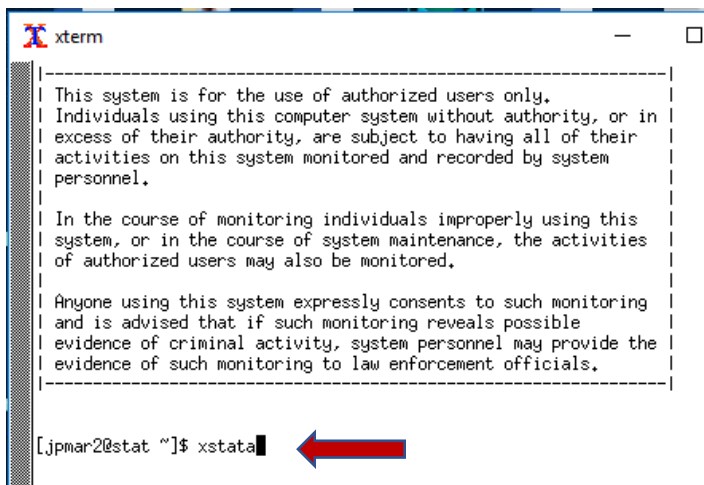 xterm
|-----------------------------------------------------------------|
| This system is for the use of authorized users only. |
| Individuals using this computer system without authority, or in |
| excess of their authority, are subject to having all of their |
| activities on this system monitored and recorded by system |
| personnel. |
| |
| In the course of monitoring individuals improperly using this |
| system, or in the course of system maintenance, the activities |
| of authorized users may also be monitored. |
| |
| Anyone using this system expressly consents to such monitoring |
| and is advised that if such monitoring reveals possible |
| evidence of criminal activity, system personnel may provide the |
| evidence of such monitoring to law enforcement officials. |
|-----------------------------------------------------------------|
[jpmar2@stat ~]$ xstata